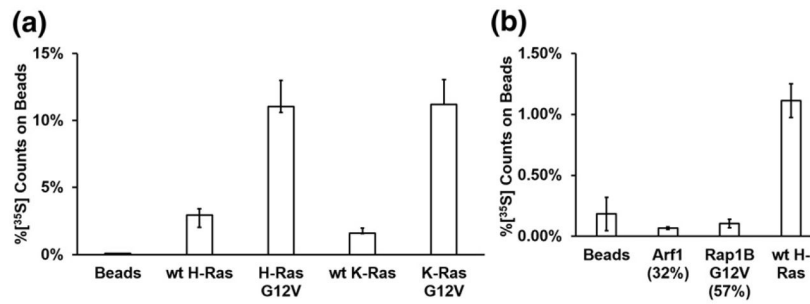 (a)
%[³⁵S] Counts on Beads
15%
10%
5%
0%
Beads wt H-Ras H-Ras wt K-Ras K-Ras
G12V G12V
(b)
%[³⁵S] Counts on Beads
1.50%
1.00%
0.50%
0.00%
Beads Arf1 Rap1B wt H-
(32%) G12V Ras
(57%)